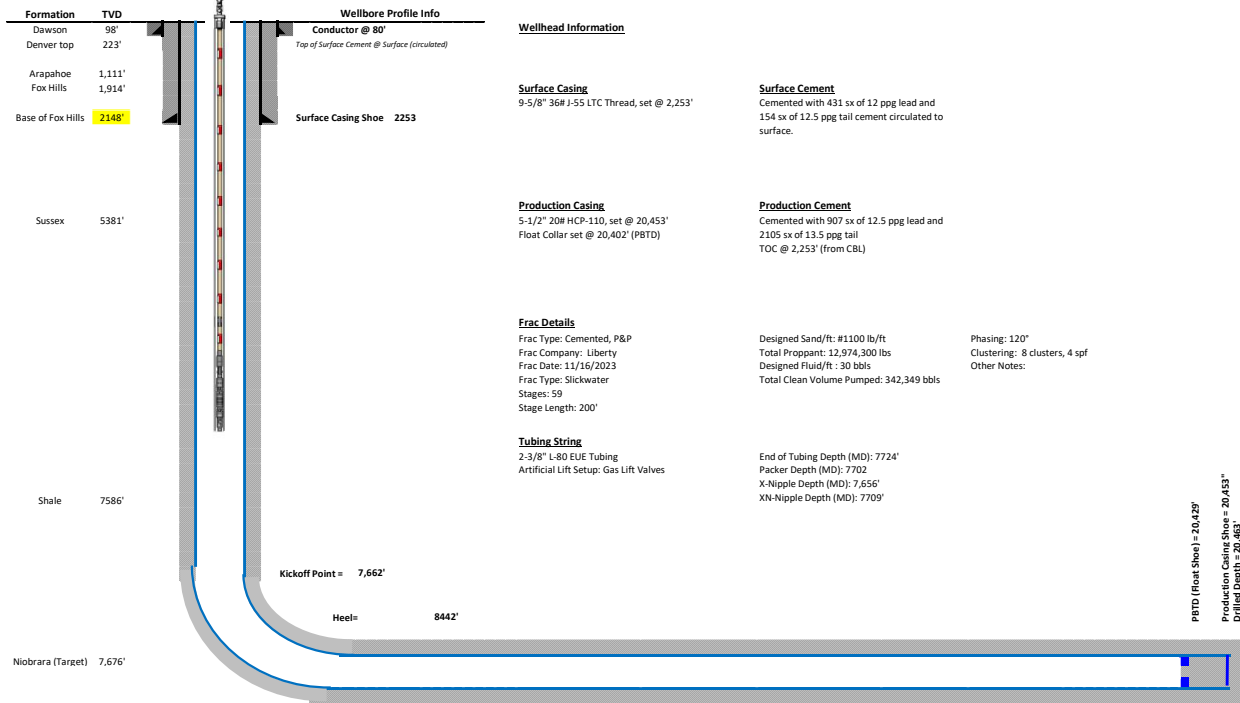 Formation TVD Wellbore Profile Info
Dawson 98' Conductor @ 80' Wellhead Information
Denver top 223' Top of Surface Cement @ Surface (circulated)
Arapahoe 1,111'
Fox Hills 1,914' Surface Casing Surface Cement
9-5/8" 36# J-55 LTC Thread, set @ 2,253' Cemented with 431 sx of 12 ppg lead and
Base of Fox Hills 2148' Surface Casing Shoe 2253 154 sx of 12.5 ppg tail cement circulated to
surface.
Production Casing Production Cement
Sussex 5381' 5-1/2" 20# HCP-110, set @ 20,453' Cemented with 907 sx of 12.5 ppg lead and
Float Collar set @ 20,402' (PBTD) 2105 sx of 13.5 ppg tail
TOC @ 2,253' (from CBL)
Frac Details
Frac Type: Cemented, P&P Designed Sand/ft: #1100 lb/ft Phasing: 120°
Frac Company: Liberty Total Proppant: 12,974,300 lbs Clustering: 8 clusters, 4 spf
Frac Date: 11/16/2023 Designed Fluid/ft : 30 bbls Other Notes:
Frac Type: Slickwater Total Clean Volume Pumped: 342,349 bbls
Stages: 59
Stage Length: 200'
Tubing String
2-3/8" L-80 EUE Tubing End of Tubing Depth (MD): 7724'
Artificial Lift Setup: Gas Lift Valves Packer Depth (MD): 7702
X-Nipple Depth (MD): 7,656'
Shale 7586' XN-Nipple Depth (MD): 7709'
PBTD (Float Shoe) = 20,429'
Production Casing Shoe = 20,453"
Drilled Depth = 20,463'
Kickoff Point = 7,662'
Heel= 8442'
Niobrara (Target) 7,676'